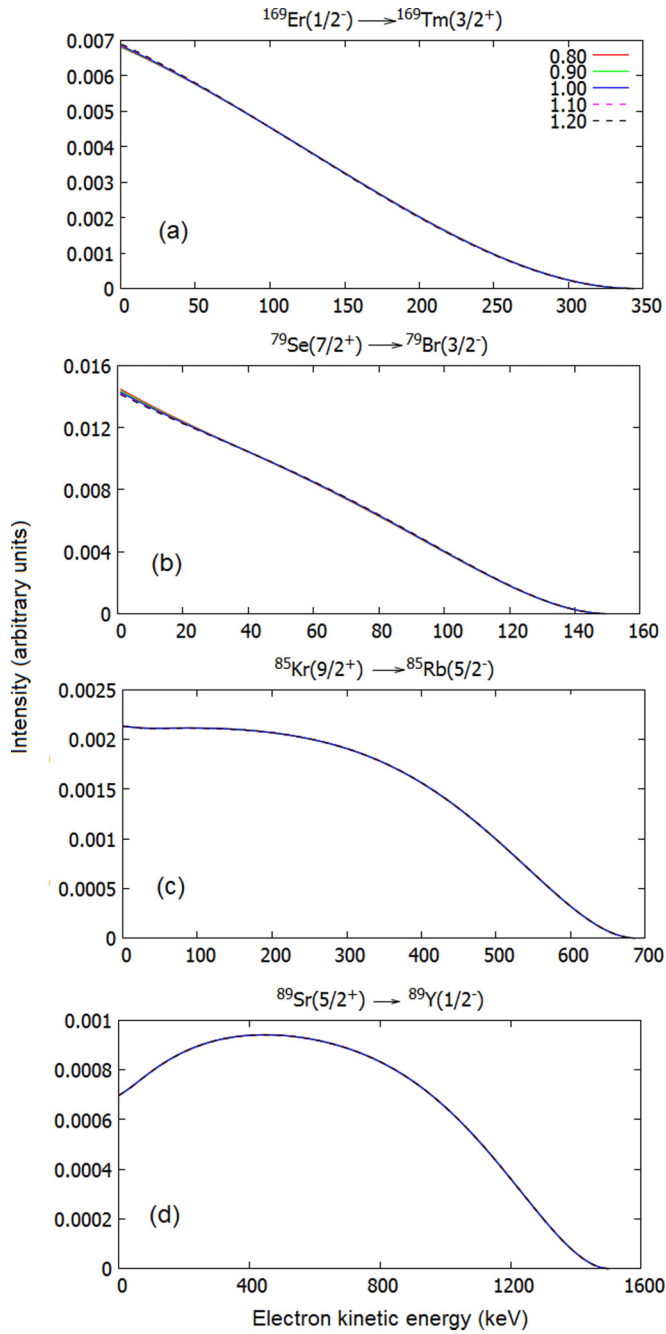 ¹⁶⁹Er(1/2⁻) → ¹⁶⁹Tm(3/2⁺)
0.007
0.006
0.005
0.004
0.003
0.002
0.001
0
0.80
0.90
1.00
1.10
1.20
(a)
0 50 100 150 200 250 300 350
⁷⁹Se(7/2⁺) → ⁷⁹Br(3/2⁻)
0.016
0.012
0.008
0.004
0
(b)
0 20 40 60 80 100 120 140 160
Intensity (arbitrary units)
⁸⁵Kr(9/2⁺) → ⁸⁵Rb(5/2⁻)
0.0025
0.002
0.0015
0.001
0.0005
0
(c)
0 100 200 300 400 500 600 700
⁸⁹Sr(5/2⁺) → ⁸⁹Y(1/2⁻)
0.001
0.0008
0.0006
0.0004
0.0002
0
(d)
0 400 800 1200 1600
Electron kinetic energy (keV)